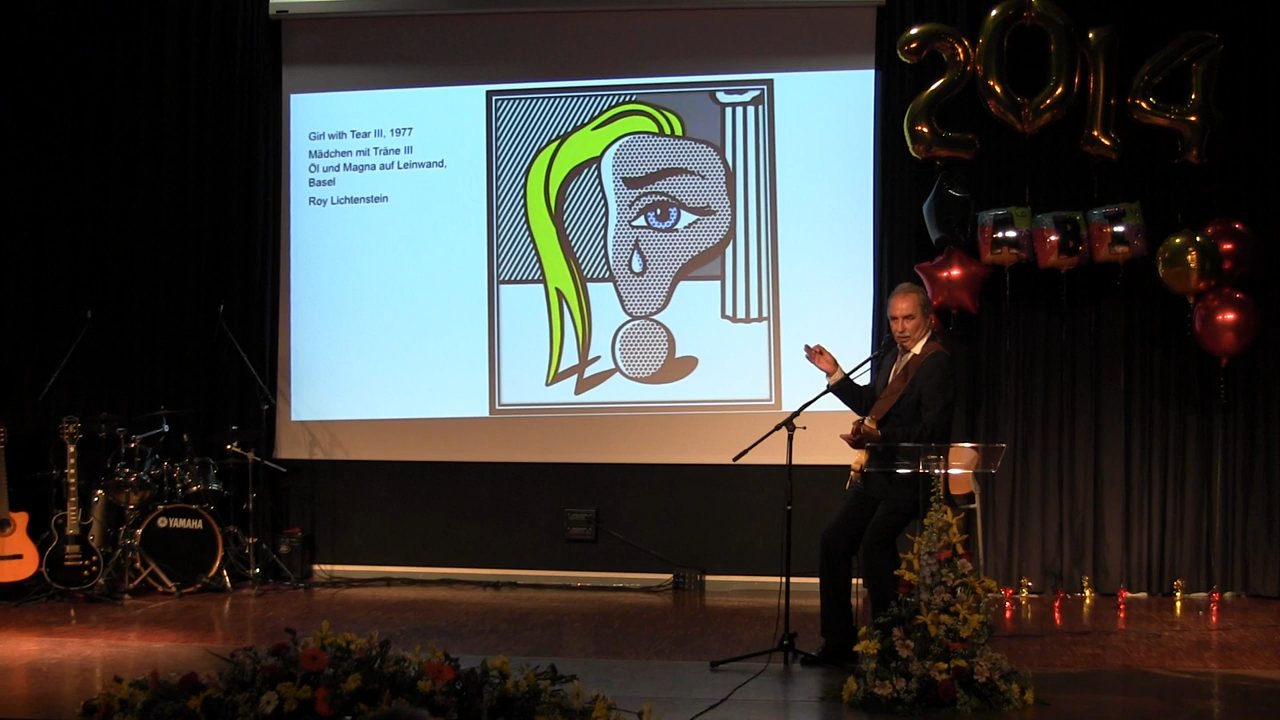 Girl with Tear III, 1977
Mädchen mit Träne III
Öl und Magna auf Leinwand,
Basel
Roy Lichtenstein
2014
ABI
YAMAHA